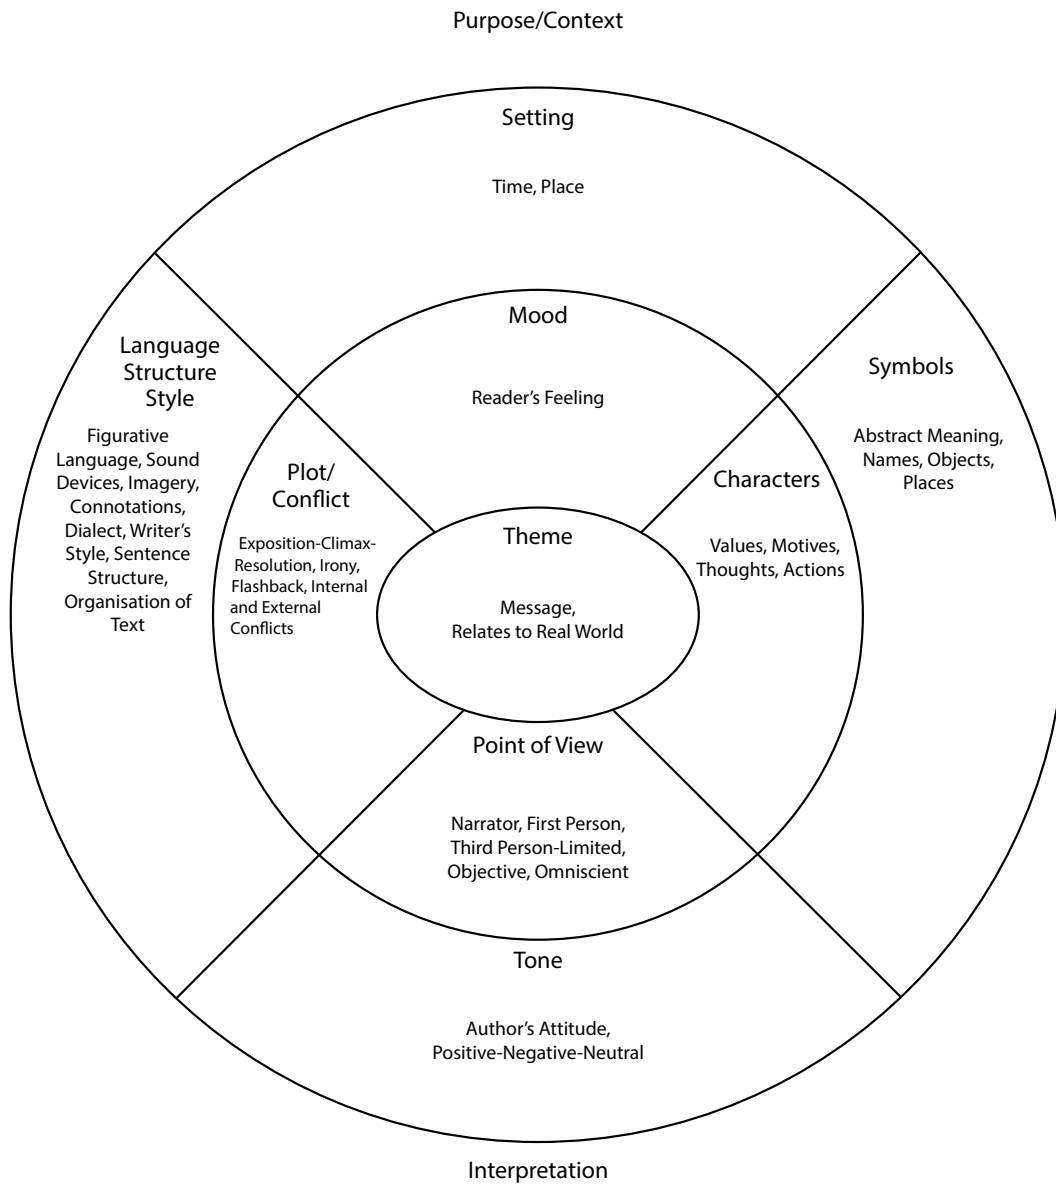 Purpose/Context
Setting
Time, Place
Mood
Reader's Feeling
Language
Structure
Style
Figurative
Language, Sound
Devices, Imagery,
Connotations,
Dialect, Writer's
Style, Sentence
Structure,
Organisation of
Text
Plot/
Conflict
Exposition-Climax-
Resolution, Irony,
Flashback, Internal
and External
Conflicts
Theme
Message,
Relates to Real World
Characters
Values, Motives,
Thoughts, Actions
Symbols
Abstract Meaning,
Names, Objects,
Places
Point of View
Narrator, First Person,
Third Person-Limited,
Objective, Omniscient
Tone
Author's Attitude,
Positive-Negative-Neutral
Interpretation